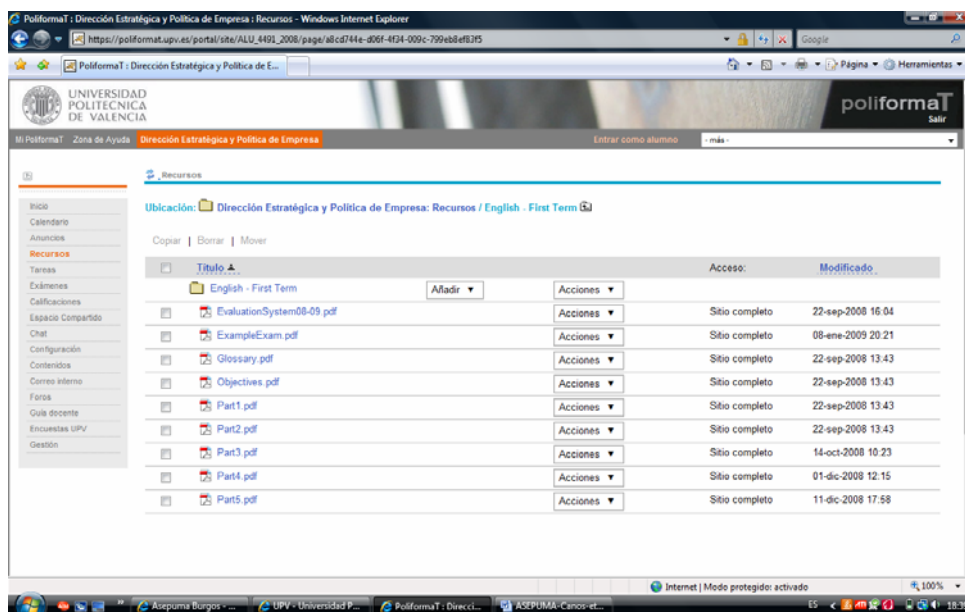 PoliformaT : Dirección Estratégica y Política de Empresa : Recursos - Windows Internet Explorer
https://poliformat.upv.es/portal/site/ALU_4491_2008/page/a8cd744e-d06f-4f34-009c-799eb8ef83f5
Google
PoliformaT : Dirección Estratégica y Política de E...
Página
Herramientas
UNIVERSIDAD
POLITECNICA
DE VALENCIA
poliformaT
Salir
Mi PoliformaT Zona de Ayuda Dirección Estratégica y Política de Empresa Entrar como alumno - más -
Recursos
Inicio
Calendario
Anuncios
Recursos
Tareas
Exámenes
Calificaciones
Espacio Compartido
Chat
Configuración
Contenidos
Correo interno
Foros
Guía docente
Encuestas UPV
Gestión
Ubicación: Dirección Estratégica y Política de Empresa: Recursos / English - First Term
Copiar | Borrar | Mover
Título Acceso: Modificado
English - First Term Añadir Acciones
EvaluationSystem08-09.pdf Acciones Sitio completo 22-sep-2008 16:04
ExampleExam.pdf Acciones Sitio completo 08-ene-2009 20:21
Glossary.pdf Acciones Sitio completo 22-sep-2008 13:43
Objectives.pdf Acciones Sitio completo 22-sep-2008 13:43
Part1.pdf Acciones Sitio completo 22-sep-2008 13:43
Part2.pdf Acciones Sitio completo 22-sep-2008 13:43
Part3.pdf Acciones Sitio completo 14-oct-2008 10:23
Part4.pdf Acciones Sitio completo 01-dic-2008 12:15
Part5.pdf Acciones Sitio completo 11-dic-2008 17:58
Internet | Modo protegido: activado 100%
Asepuma Burgos - ... UPV - Universidad P... PoliformaT : Direcci... ASEPUMA-Canos-et... ES